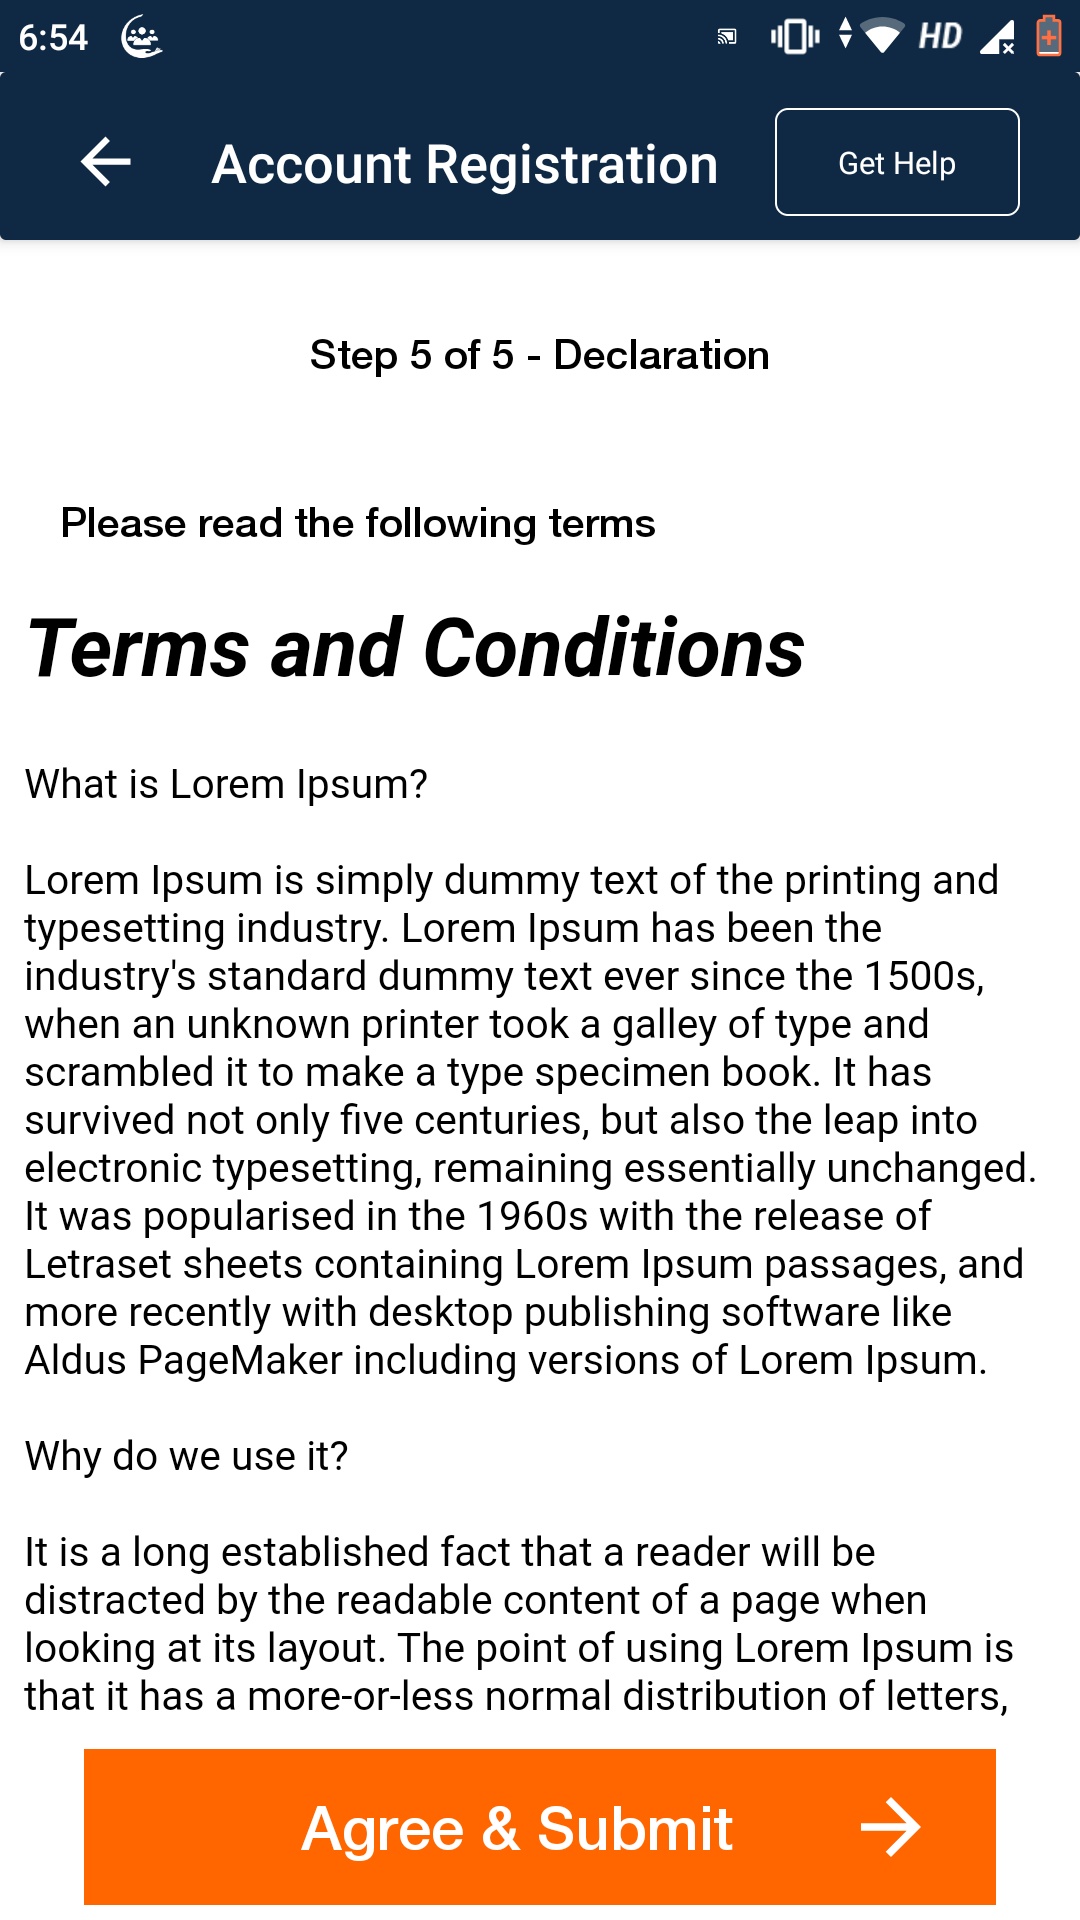 6:54
HD
Account Registration
Get Help
Step 5 of 5 - Declaration
Please read the following terms
Terms and Conditions
What is Lorem Ipsum?
Lorem Ipsum is simply dummy text of the printing and
typesetting industry. Lorem Ipsum has been the
industry's standard dummy text ever since the 1500s,
when an unknown printer took a galley of type and
scrambled it to make a type specimen book. It has
survived not only five centuries, but also the leap into
electronic typesetting, remaining essentially unchanged.
It was popularised in the 1960s with the release of
Letraset sheets containing Lorem Ipsum passages, and
more recently with desktop publishing software like
Aldus PageMaker including versions of Lorem Ipsum.
Why do we use it?
It is a long established fact that a reader will be
distracted by the readable content of a page when
looking at its layout. The point of using Lorem Ipsum is
that it has a more-or-less normal distribution of letters,
Agree & Submit